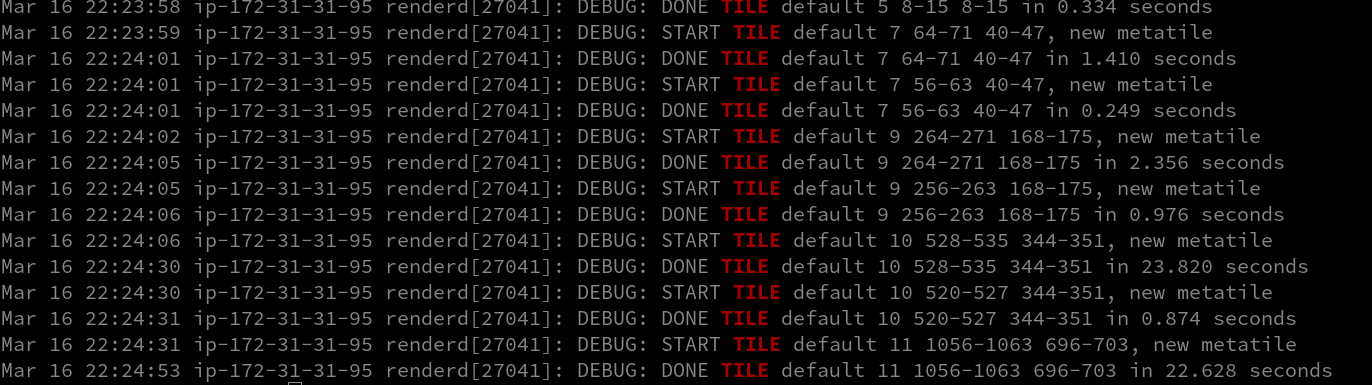 Mar 16 22:23:58 ip-172-31-31-95 renderd[27041]: DEBUG: DONE TILE default 5 8-15 8-15 in 0.334 seconds
Mar 16 22:23:59 ip-172-31-31-95 renderd[27041]: DEBUG: START TILE default 7 64-71 40-47, new metatile
Mar 16 22:24:01 ip-172-31-31-95 renderd[27041]: DEBUG: DONE TILE default 7 64-71 40-47 in 1.410 seconds
Mar 16 22:24:01 ip-172-31-31-95 renderd[27041]: DEBUG: START TILE default 7 56-63 40-47, new metatile
Mar 16 22:24:01 ip-172-31-31-95 renderd[27041]: DEBUG: DONE TILE default 7 56-63 40-47 in 0.249 seconds
Mar 16 22:24:02 ip-172-31-31-95 renderd[27041]: DEBUG: START TILE default 9 264-271 168-175, new metatile
Mar 16 22:24:05 ip-172-31-31-95 renderd[27041]: DEBUG: DONE TILE default 9 264-271 168-175 in 2.356 seconds
Mar 16 22:24:05 ip-172-31-31-95 renderd[27041]: DEBUG: START TILE default 9 256-263 168-175, new metatile
Mar 16 22:24:06 ip-172-31-31-95 renderd[27041]: DEBUG: DONE TILE default 9 256-263 168-175 in 0.976 seconds
Mar 16 22:24:06 ip-172-31-31-95 renderd[27041]: DEBUG: START TILE default 10 528-535 344-351, new metatile
Mar 16 22:24:30 ip-172-31-31-95 renderd[27041]: DEBUG: DONE TILE default 10 528-535 344-351 in 23.820 seconds
Mar 16 22:24:30 ip-172-31-31-95 renderd[27041]: DEBUG: START TILE default 10 520-527 344-351, new metatile
Mar 16 22:24:31 ip-172-31-31-95 renderd[27041]: DEBUG: DONE TILE default 10 520-527 344-351 in 0.874 seconds
Mar 16 22:24:31 ip-172-31-31-95 renderd[27041]: DEBUG: START TILE default 11 1056-1063 696-703, new metatile
Mar 16 22:24:53 ip-172-31-31-95 renderd[27041]: DEBUG: DONE TILE default 11 1056-1063 696-703 in 22.628 seconds